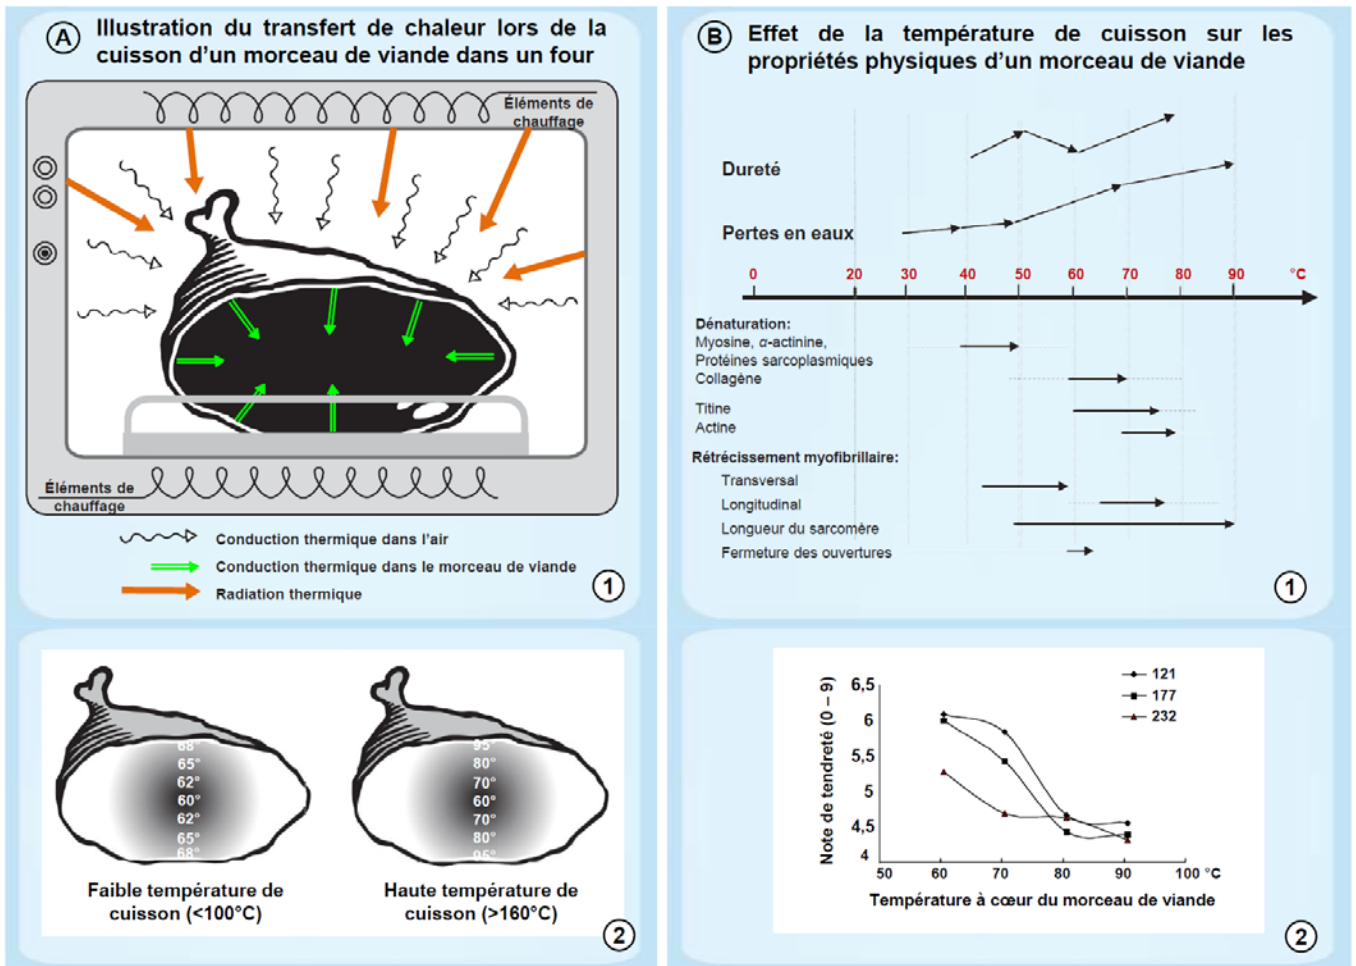 A
Illustration du transfert de chaleur lors de la
cuisson d'un morceau de viande dans un four
Éléments de
chauffage
Éléments de
chauffage
Conduction thermique dans l'air
Conduction thermique dans le morceau de viande
Radiation thermique
1
68°
65°
62°
60°
62°
65°
68°
95°
80°
70°
60°
70°
80°
95°
Faible température de
cuisson (<100°C)
Haute température de
cuisson (>160°C)
2
B
Effet de la température de cuisson sur les
propriétés physiques d'un morceau de viande
Dureté
Pertes en eaux
0 20 30 40 50 60 70 80 90 °C
Dénaturation:
Myosine, α-actinine,
Protéines sarcoplasmiques
Collagène
Titine
Actine
Rétrécissement myofibrillaire:
Transversal
Longitudinal
Longueur du sarcomère
Fermeture des ouvertures
1
121
177
232
Note de tendreté (0 – 9)
6,5
6
5,5
5
4,5
4
50 60 70 80 90 100 °C
Température à cœur du morceau de viande
2